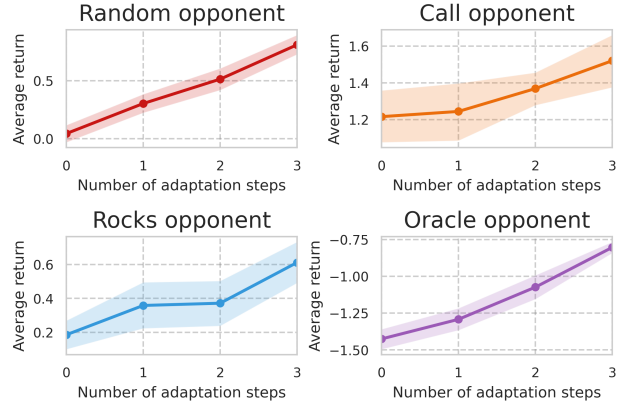 Random opponent
Average return
0.5
0.0
0 1 2 3
Number of adaptation steps
Call opponent
Average return
1.6
1.4
1.2
0 1 2 3
Number of adaptation steps
Rocks opponent
Average return
0.6
0.4
0.2
0 1 2 3
Number of adaptation steps
Oracle opponent
Average return
−0.75
−1.00
−1.25
−1.50
0 1 2 3
Number of adaptation steps